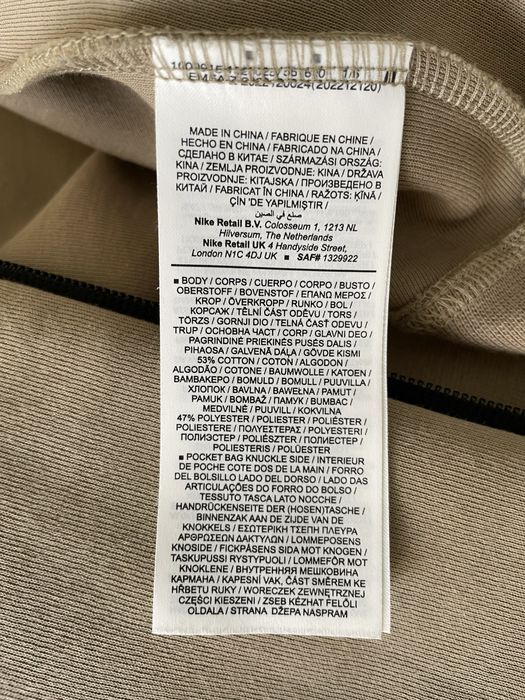 MADE IN CHINA / FABRIQUE EN CHINE /
HECHO EN CHINA / FABRICADO NA CHINA /
СДЕЛАНО В КИТАЕ / SZÁRMAZÁSI ORSZÁG:
KINA / ZEMLJA PROIZVODNJE: KINA / DRŽAVA
PROIZVODNJE: KITAJSKA / ПРОИЗВЕДЕНО В
КИТАЙ / FABRICAT ÎN CHINA / RAŽOTS: ĶĪNĀ /
ÇİN 'DE YAPILMIŞTIR /
صنع في الصين
Nike Retail B.V. Colosseum 1, 1213 NL
Hilversum, The Netherlands
Nike Retail UK 4 Handyside Street,
London N1C 4DJ UK ■ SAF# 1329922
■ BODY / CORPS / CUERPO / CORPO / BUSTO /
OBERSTOFF / BOVENSTOF / ΕΠΑΝΩ ΜΕΡΟΣ /
KROP / ÖVERKROPP / RUNKO / BOL /
КОРСАЖ / TĚLNÍ ČÁST ODĚVU / TORS /
TÖRZS / GORNJI DIO / TELNÁ ČASŤ ODEVU /
TRUP / ОСНОВНА ЧАСТ / CORP / GLAVNI DEO /
PAGRINDINĖ PRIEKINĖS PUSĖS DALIS /
PIHAOSA / GALVENĀ DAĻA / GÖVDE KISMI
53% COTTON / COTON / ALGODON /
ALGODÃO / COTONE / BAUMWOLLE / KATOEN /
ΒΑΜΒΑΚΕΡΟ / BOMULD / BOMULL / PUUVILLA /
ХЛОПОК / BAVLNA / BAWEŁNA / PAMUT /
PAMUK / BOMBAŽ / ПАМУК / BUMBAC /
MEDVILNĖ / PUUVILL / KOKVILNA
47% POLYESTER / POLIESTER / POLIÉSTER /
POLIESTERE / ΠΟΛΥΕΣΤΕΡΑΣ / POLYESTERI /
ПОЛИЭСТЕР / POLIÉSZTER / ПОЛИЕСТЕР /
POLIESTERIS / POLÜESTER
■ POCKET BAG KNUCKLE SIDE / INTERIEUR
DE POCHE COTE DOS DE LA MAIN / FORRO
DEL BOLSILLO LADO DEL DORSO / LADO DAS
ARTICULAÇÕES DO FORRO DO BOLSO /
TESSUTO TASCA LATO NOCCHE /
HANDRÜCKENSEITE DER (HOSEN)TASCHE /
BINNENZAK AAN DE ZIJDE VAN DE
KNOKKELS / ΕΣΩΤΕΡΙΚΗ ΤΣΕΠΗ ΠΛΕΥΡΑ
ΑΡΘΡΩΣΕΩΝ ΔΑΚΤΥΛΩΝ / LOMMEPOSENS
KNOSIDE / FICKPÅSENS SIDA MOT KNOGEN /
TASKUPUSSI RYSTYPUOLI / LOMMEFÔR MOT
KNOKLENE / ВНУТРЕННЯЯ МЕШКОВИНА
КАРМАНА / KAPESNÍ VAK, ČÁST SMĚREM KE
HŘBETU RUKY / WORECZEK ZEWNĘTRZNEJ
CZĘŚCI KIESZENI / ZSEB KÉZHÁT FELŐLI
OLDALA / STRANA DŽEPA NASPRAM